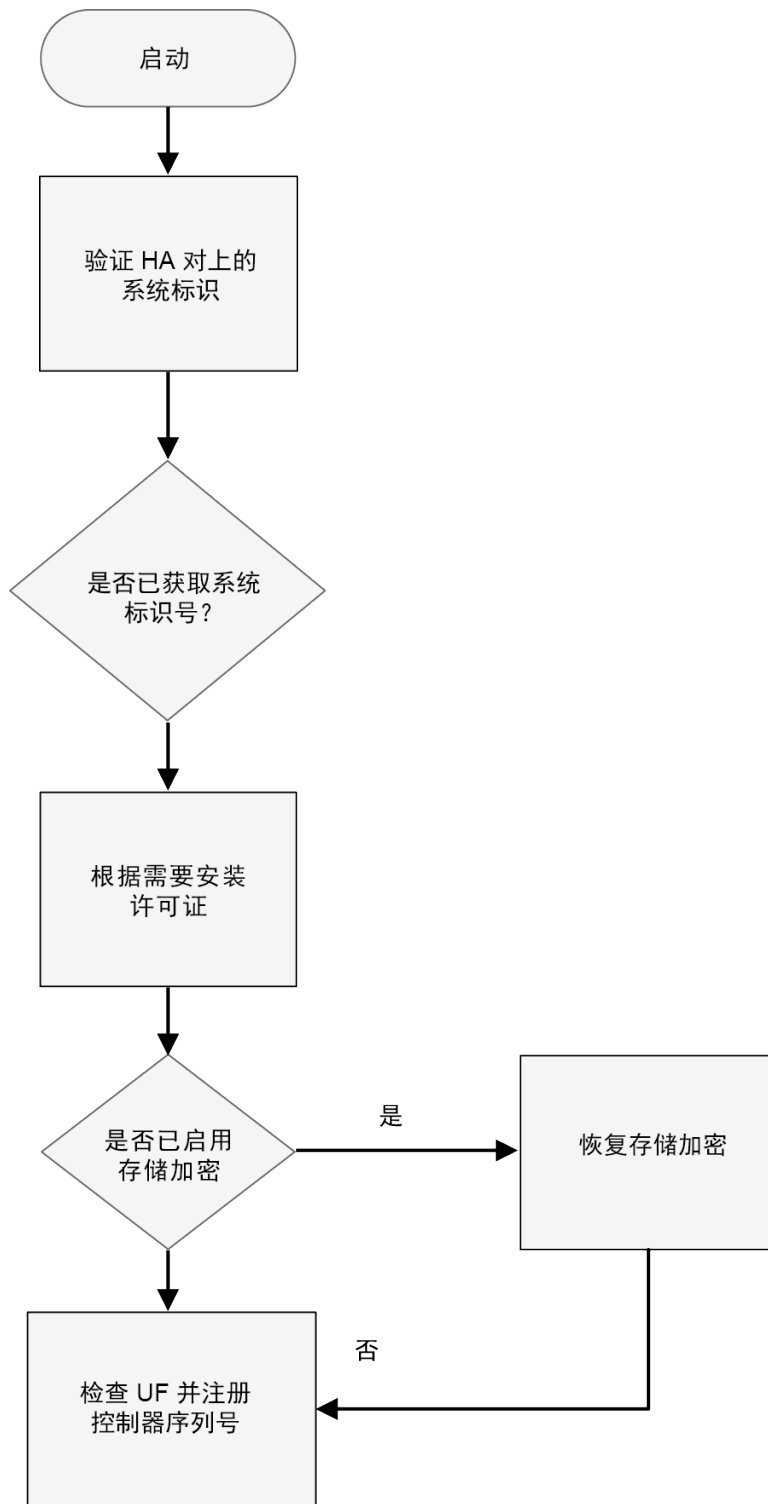 启动
验证 HA 对上的
系统标识
是否已获取系统
标识号？
根据需要安装
许可证
是否已启用
存储加密
是
恢复存储加密
否
检查 UF 并注册
控制器序列号